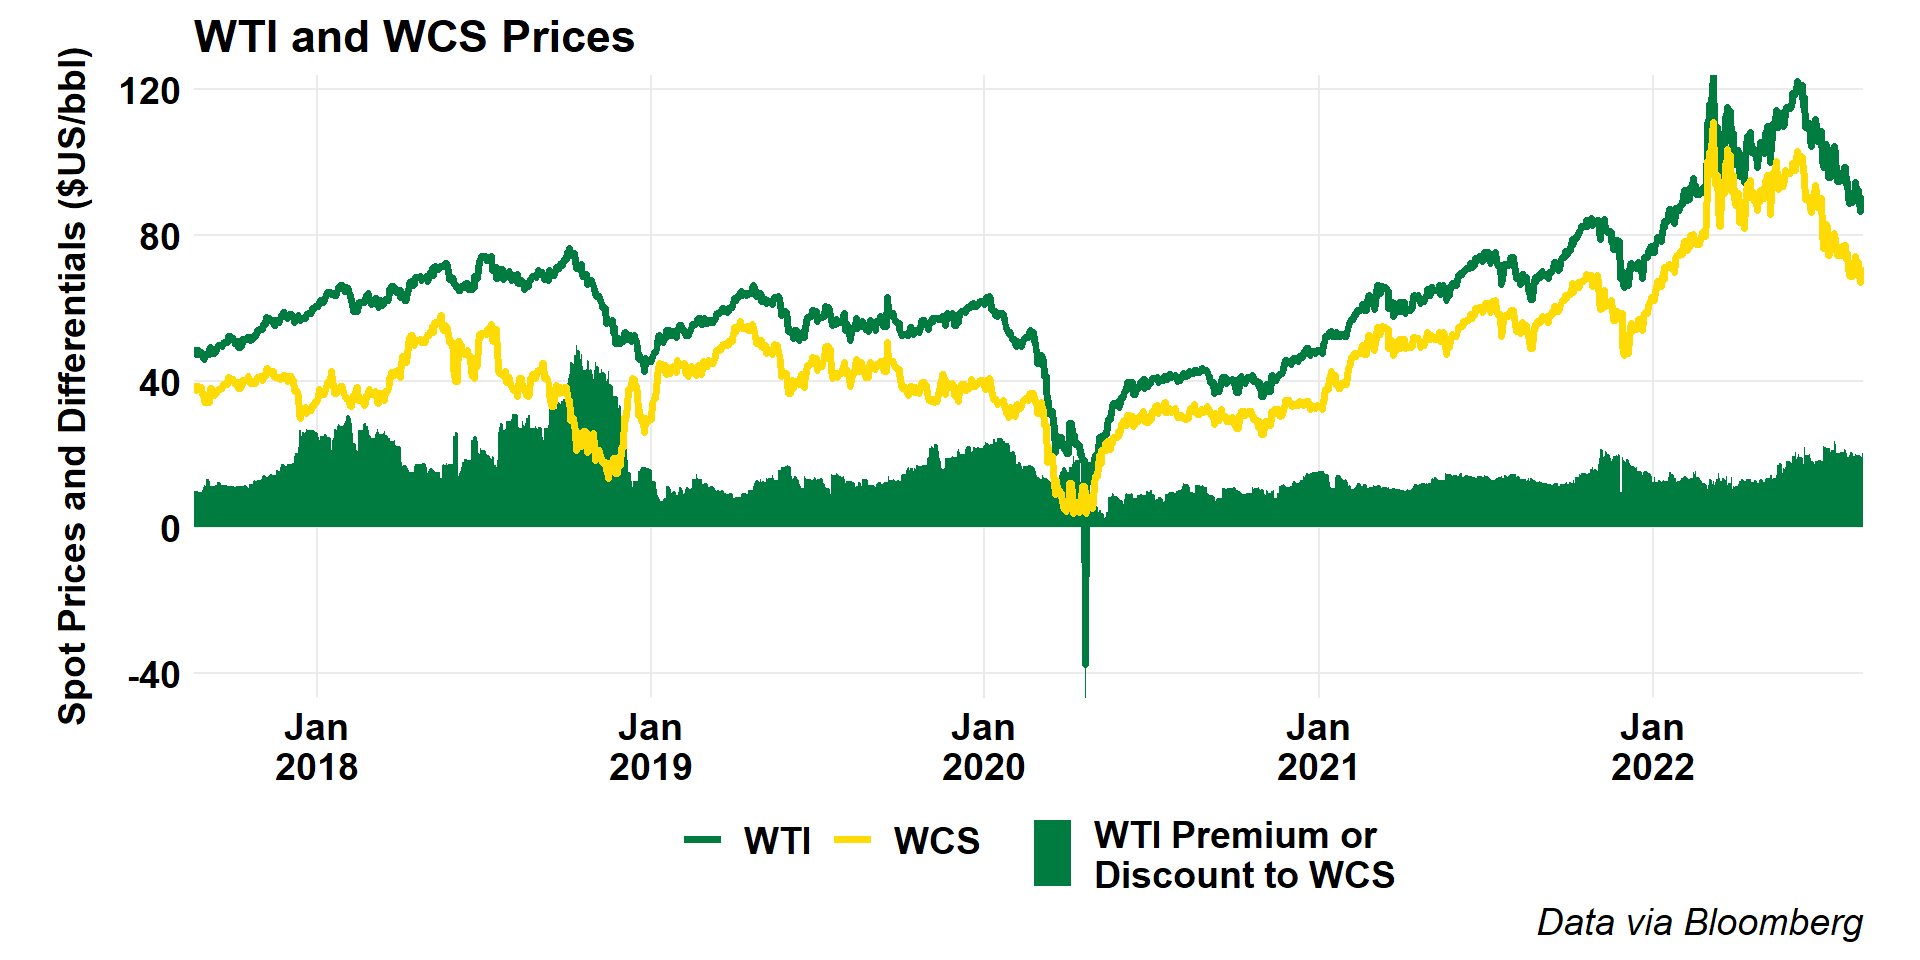 WTI and WCS Prices
Spot Prices and Differentials ($US/bbl)
120
80
40
0
-40
Jan
2018
Jan
2019
Jan
2020
Jan
2021
Jan
2022
WTI
WCS
WTI Premium or
Discount to WCS
Data via Bloomberg